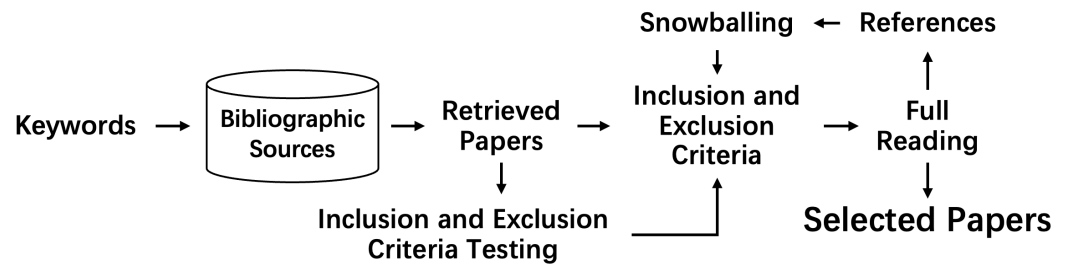 Snowballing
References
Keywords
Bibliographic
Sources
Retrieved
Papers
Inclusion and
Exclusion
Criteria
Full
Reading
Inclusion and Exclusion
Criteria Testing
Selected Papers